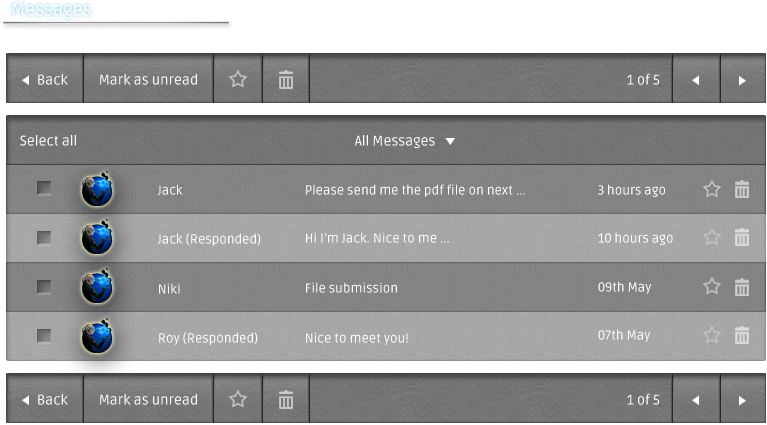 Messages
Back Mark as unread 1 of 5
Select all All Messages
Jack Please send me the pdf file on next ... 3 hours ago
Jack (Responded) Hi I'm Jack. Nice to me ... 10 hours ago
Niki File submission 09th May
Roy (Responded) Nice to meet you! 07th May
Back Mark as unread 1 of 5